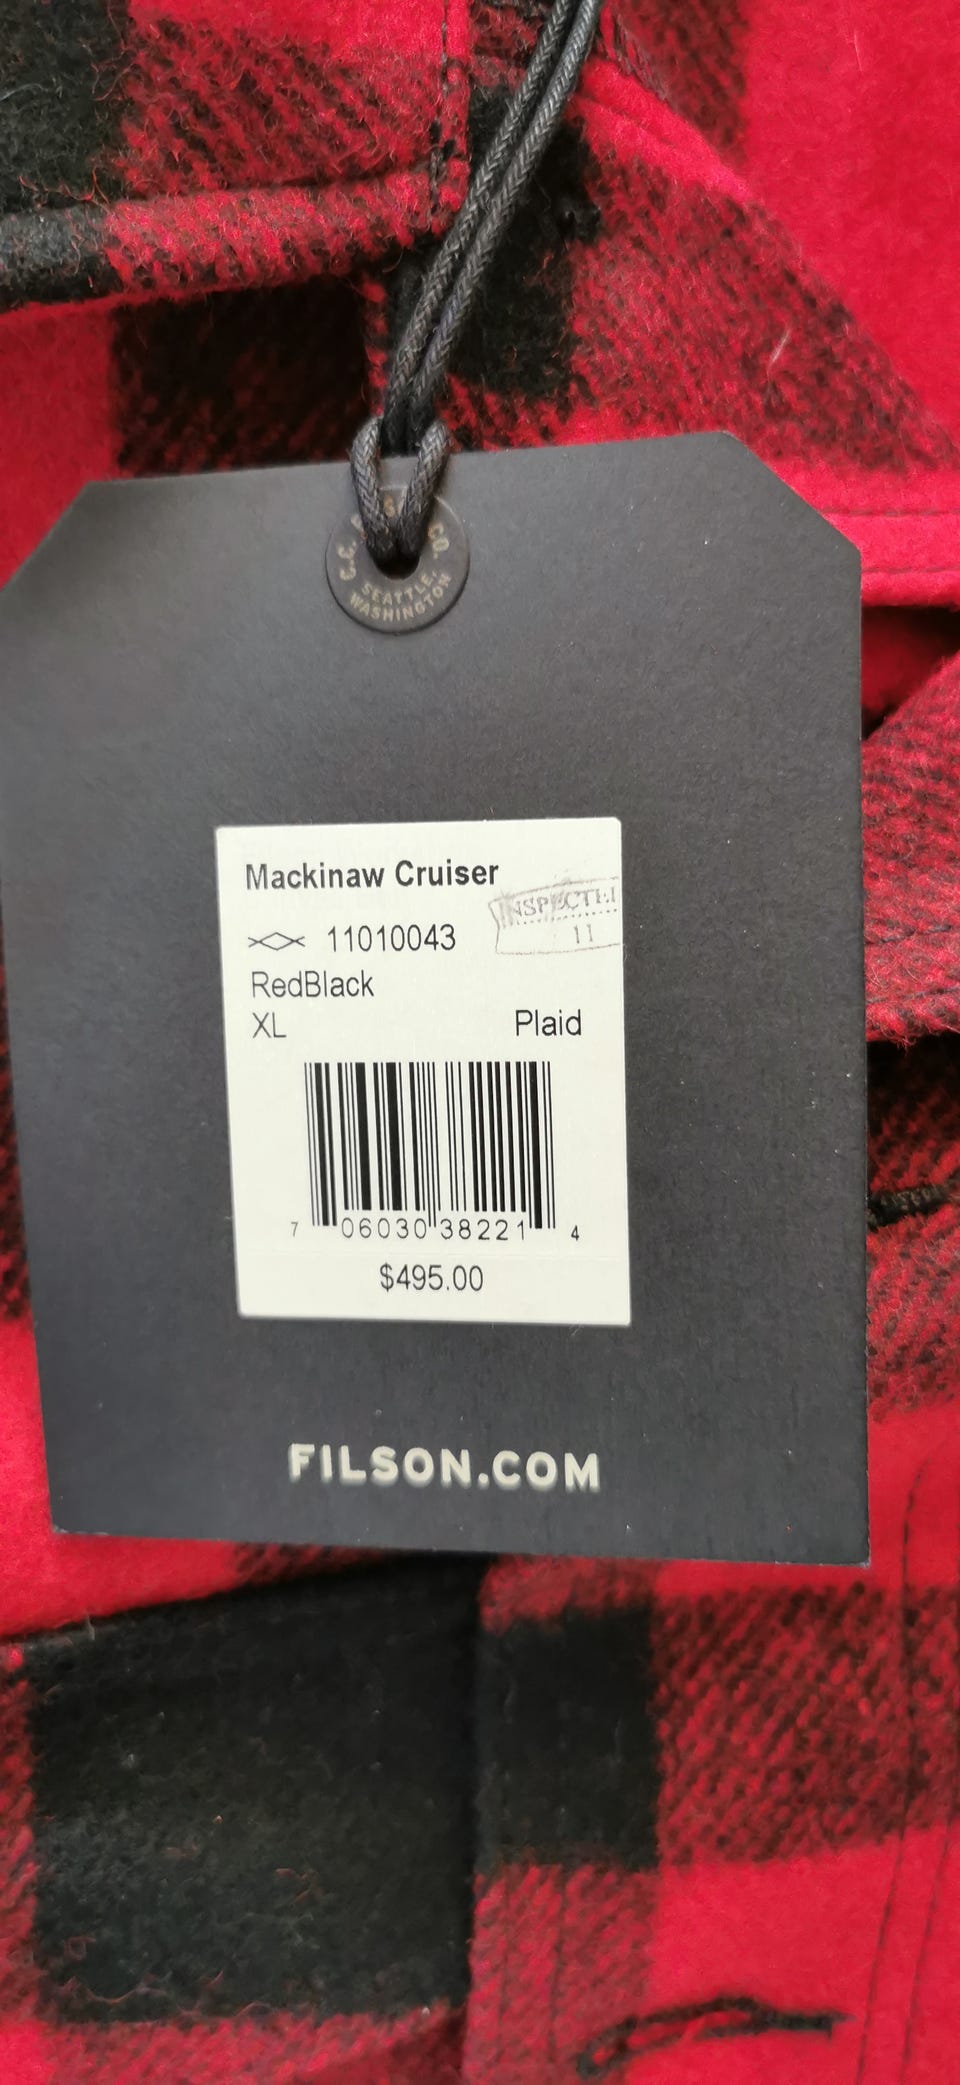 C.C. FILSON CO.
SEATTLE,
WASHINGTON
Mackinaw Cruiser
INSPECTED
11
11010043
RedBlack
XL Plaid
7 06030 38221 4
$495.00
FILSON.COM